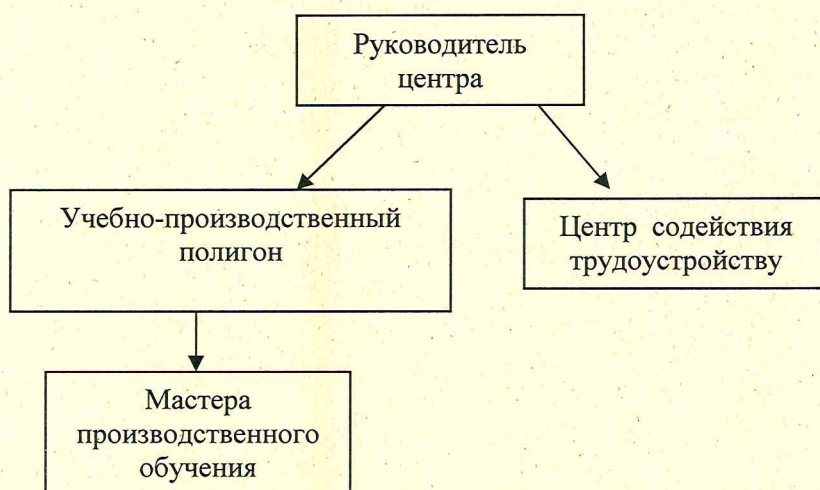 Руководитель
центра
Учебно-производственный
полигон
Центр содействия
трудоустройству
Мастера
производственного
обучения